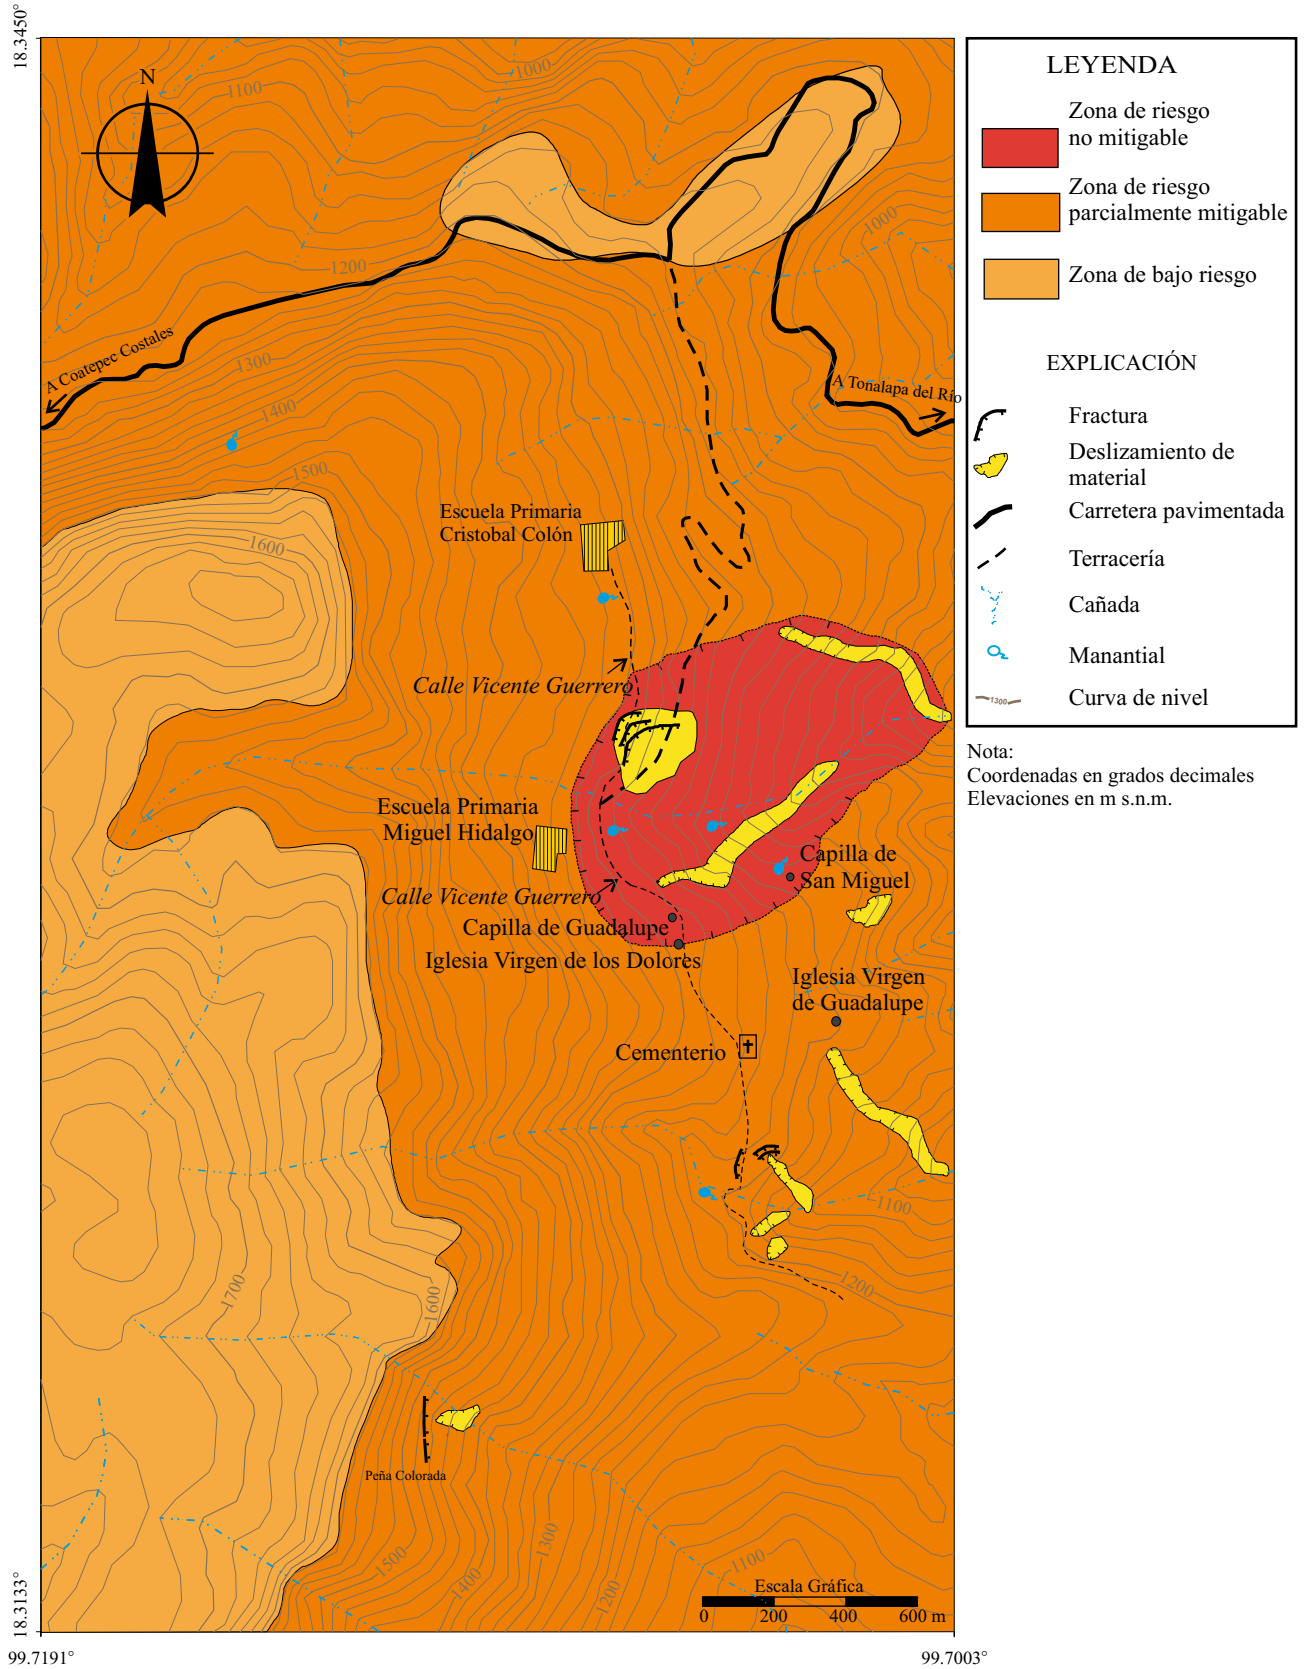 18.3450°
N
1100
1000
1000
1200
A Coatepec Costales
1300
1400
A Tonalapa del Río
1500
Escuela Primaria
Cristobal Colón
1600
Calle Vicente Guerrero
Escuela Primaria
Miguel Hidalgo
Capilla de
San Miguel
Calle Vicente Guerrero
Capilla de Guadalupe
Iglesia Virgen de los Dolores
Iglesia Virgen
de Guadalupe
Cementerio
1100
1200
1700
1600
Peña Colorada
1500
1400
1300
1200
1100
Escala Gráfica
0 200 400 600 m
18.3133°
99.7191°
99.7003°
LEYENDA
Zona de riesgo
no mitigable
Zona de riesgo
parcialmente mitigable
Zona de bajo riesgo
EXPLICACIÓN
Fractura
Deslizamiento de
material
Carretera pavimentada
Terracería
Cañada
Manantial
1300
Curva de nivel
Nota:
Coordenadas en grados decimales
Elevaciones en m s.n.m.